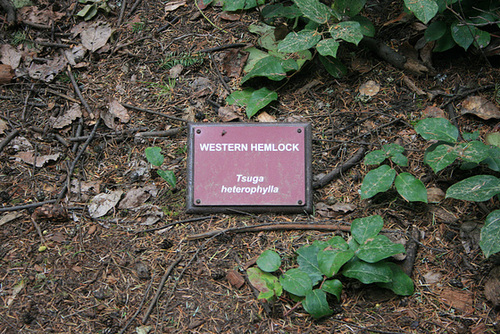 WESTERN HEMLOCK
Tsuga
heterophylla